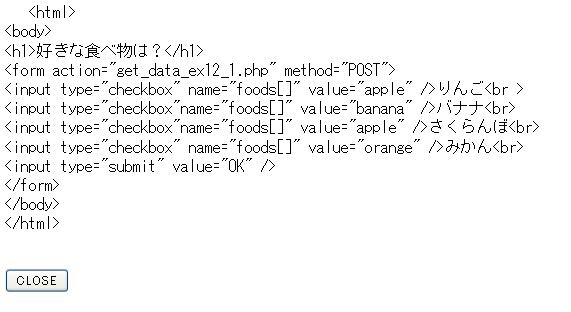 <html>
<body>
<h1>好きな食べ物は？</h1>
<form action="get_data_ex12_1.php" method="POST">
<input type="checkbox"name="foods[]" value="apple" />りんご<br >
<input type="checkbox"name="foods[]" value="banana" />バナナ<br>
<input type="checkbox"name="foods[]" value="apple" />さくらんぼ<br>
<input type="checkbox"name="foods[]" value="orange" />みかん<br>
<input type="submit" value="OK" />
</form>
</body>
</html>
CLOSE